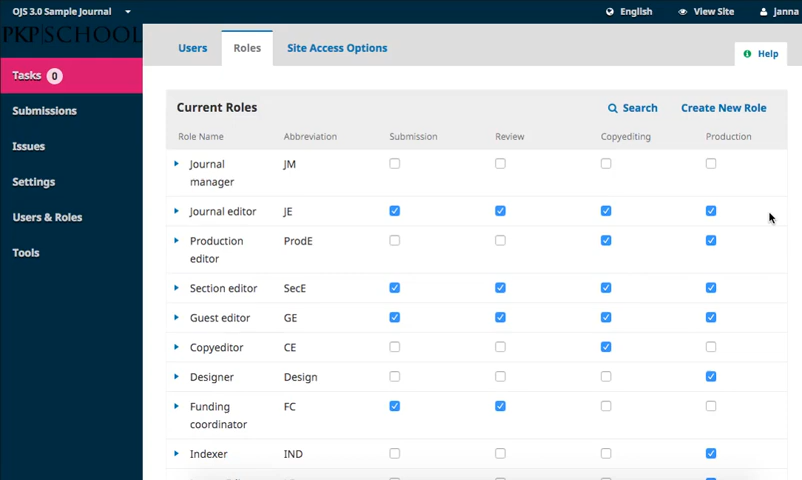 OJS 3.0 Sample Journal
English
View Site
Janna
PKP|SCHOOL
Users
Roles
Site Access Options
Help
Tasks 0
Submissions
Issues
Settings
Users & Roles
Tools
Current Roles
Search
Create New Role
Role Name Abbreviation Submission Review Copyediting Production
Journal manager JM
Journal editor JE
Production editor ProdE
Section editor SecE
Guest editor GE
Copyeditor CE
Designer Design
Funding coordinator FC
Indexer IND